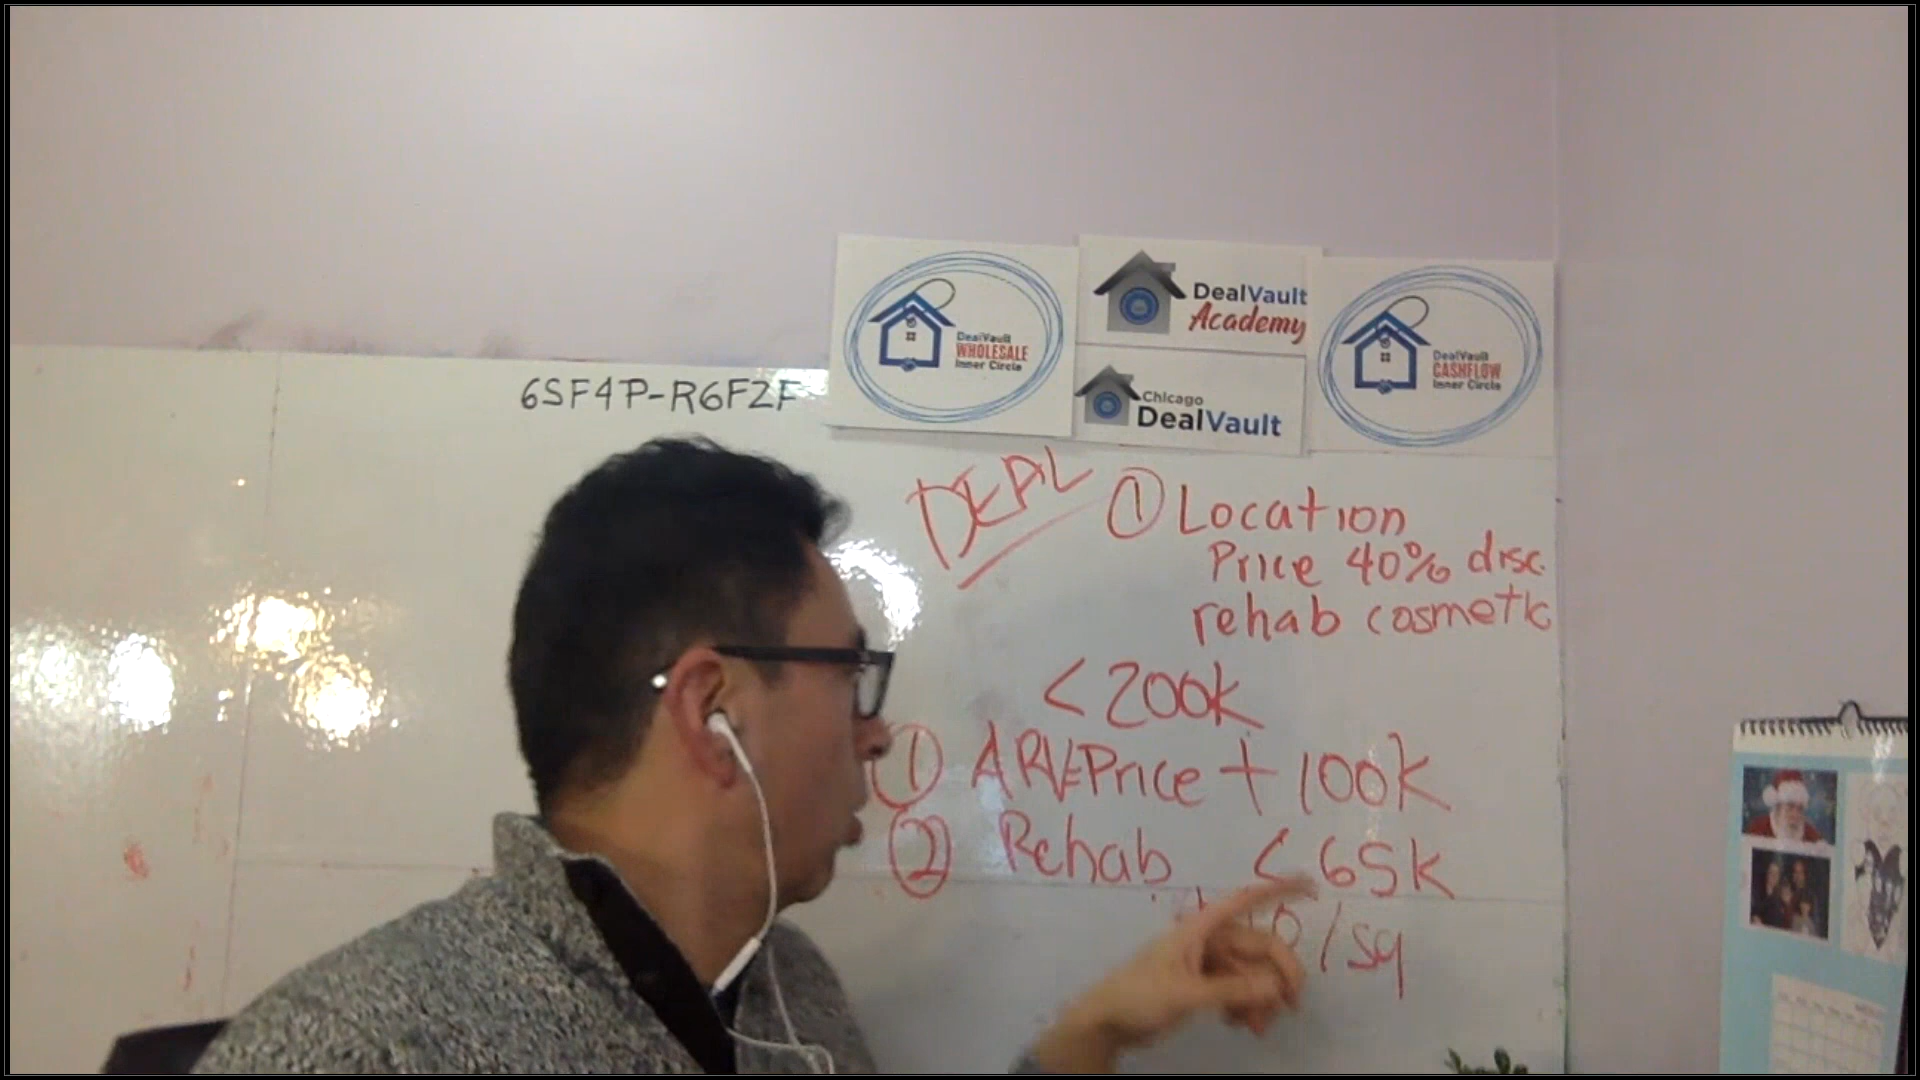 6SF4P-R6F2F
DealVault
WHOLESALE
Inner Circle
DealVault
Academy
Chicago
DealVault
DealVault
CASHFLOW
Inner Circle
DEAL
① Location
Price 40% disc.
rehab cosmetic
< 200k
① ARV=Price + 100k
② Rehab < 65k
/sq